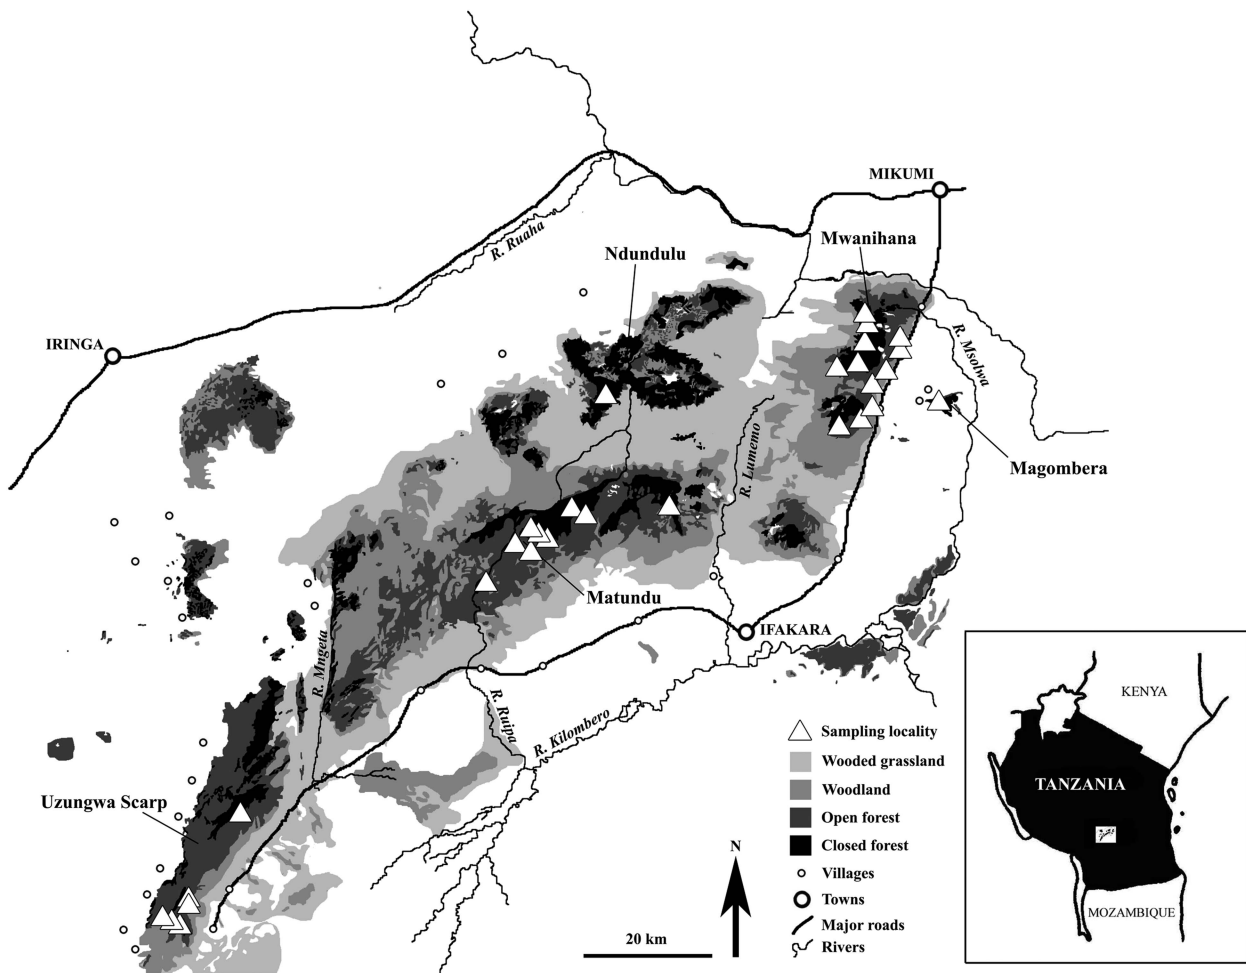 MIKUMI
Mwanihana
R. Ruaha
Ndundulu
IRINGA
R. Msolwa
R. Lumemo
Magombera
Matundu
IFAKARA
R. Mngeta
R. Ruipa
R. Kilombero
Uzungwa Scarp
Sampling locality
Wooded grassland
Woodland
Open forest
Closed forest
Villages
Towns
Major roads
Rivers
N
20 km
KENYA
TANZANIA
MOZAMBIQUE